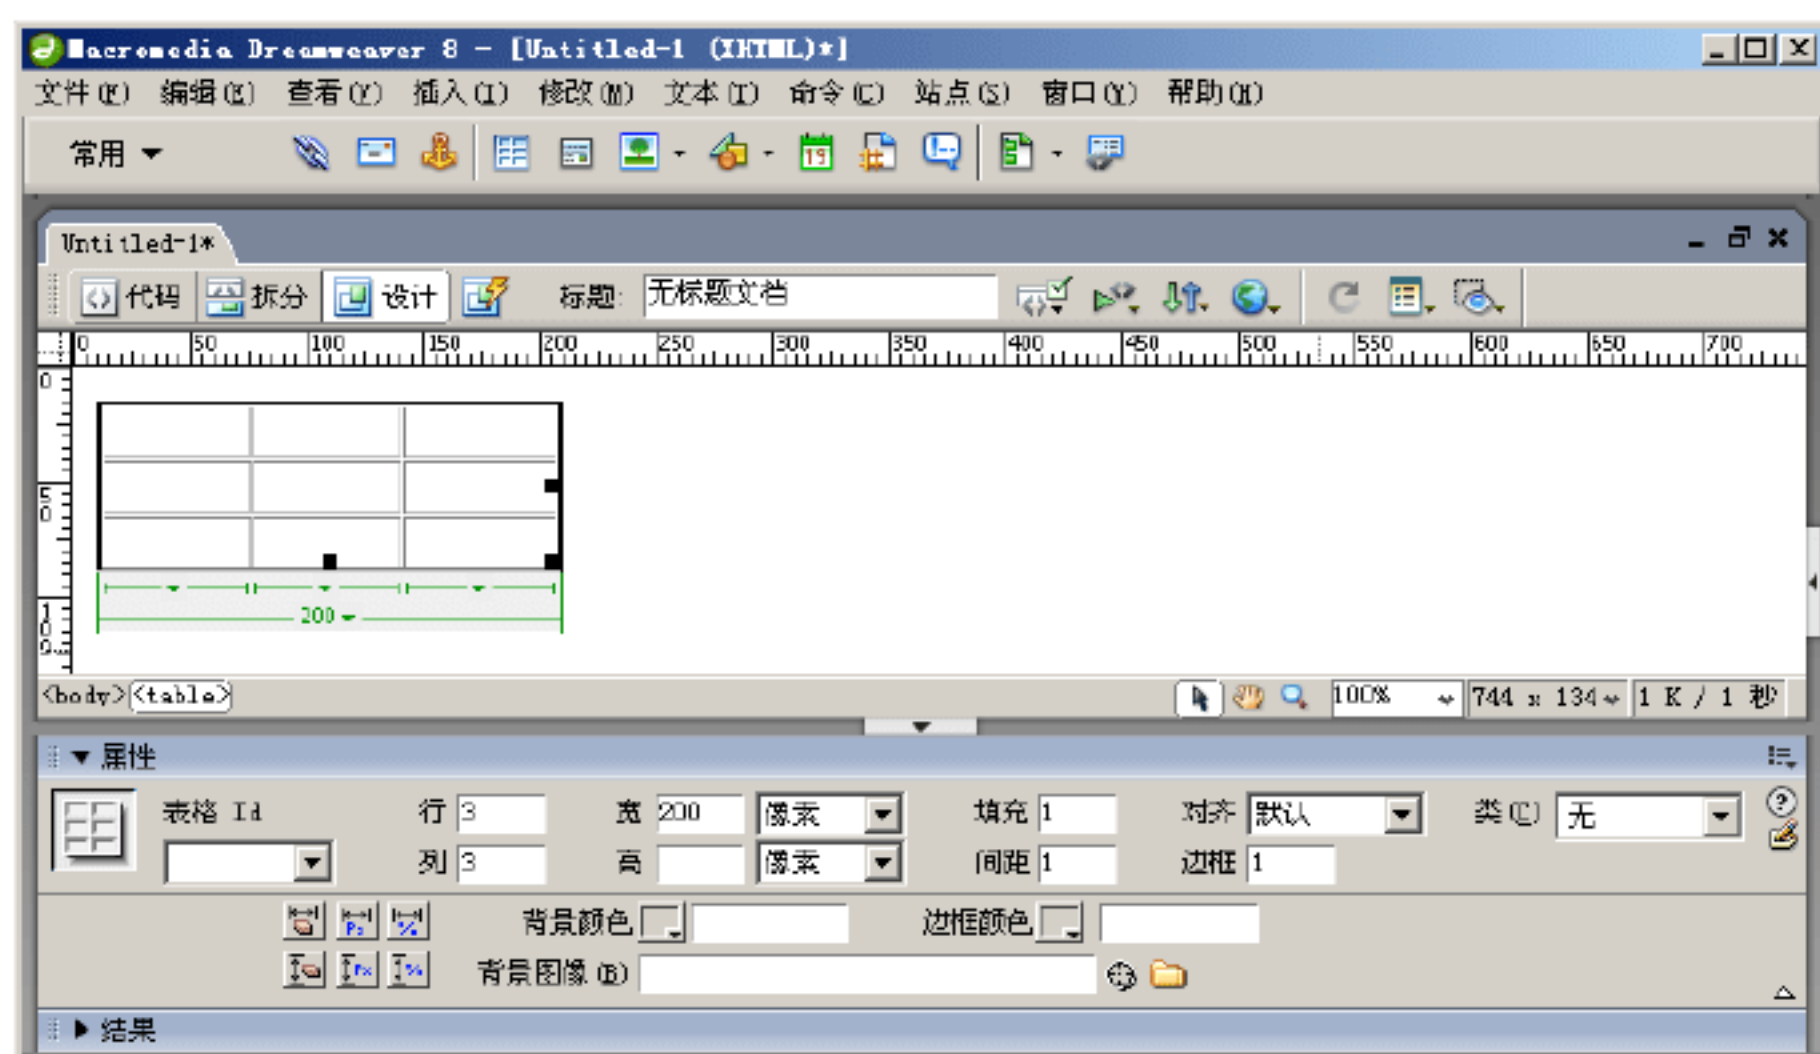 Macromedia Dreamweaver 8 - [Untitled-1 (XHTML)*]
文件(F) 编辑(E) 查看(V) 插入(I) 修改(M) 文本(T) 命令(C) 站点(S) 窗口(W) 帮助(H)
常用
19
Untitled-1*
代码 拆分 设计 标题: 无标题文档
0 50 100 150 200 250 300 350 400 450 500 550 600 650 700
0
50
100
200
<body> <table> 100% 744 x 134 1 K / 1 秒
属性
表格 Id 行 3 宽 200 像素 填充 1 对齐 默认 类(C) 无
列 3 高 像素 间距 1 边框 1
背景颜色 边框颜色
背景图像(B)
结果